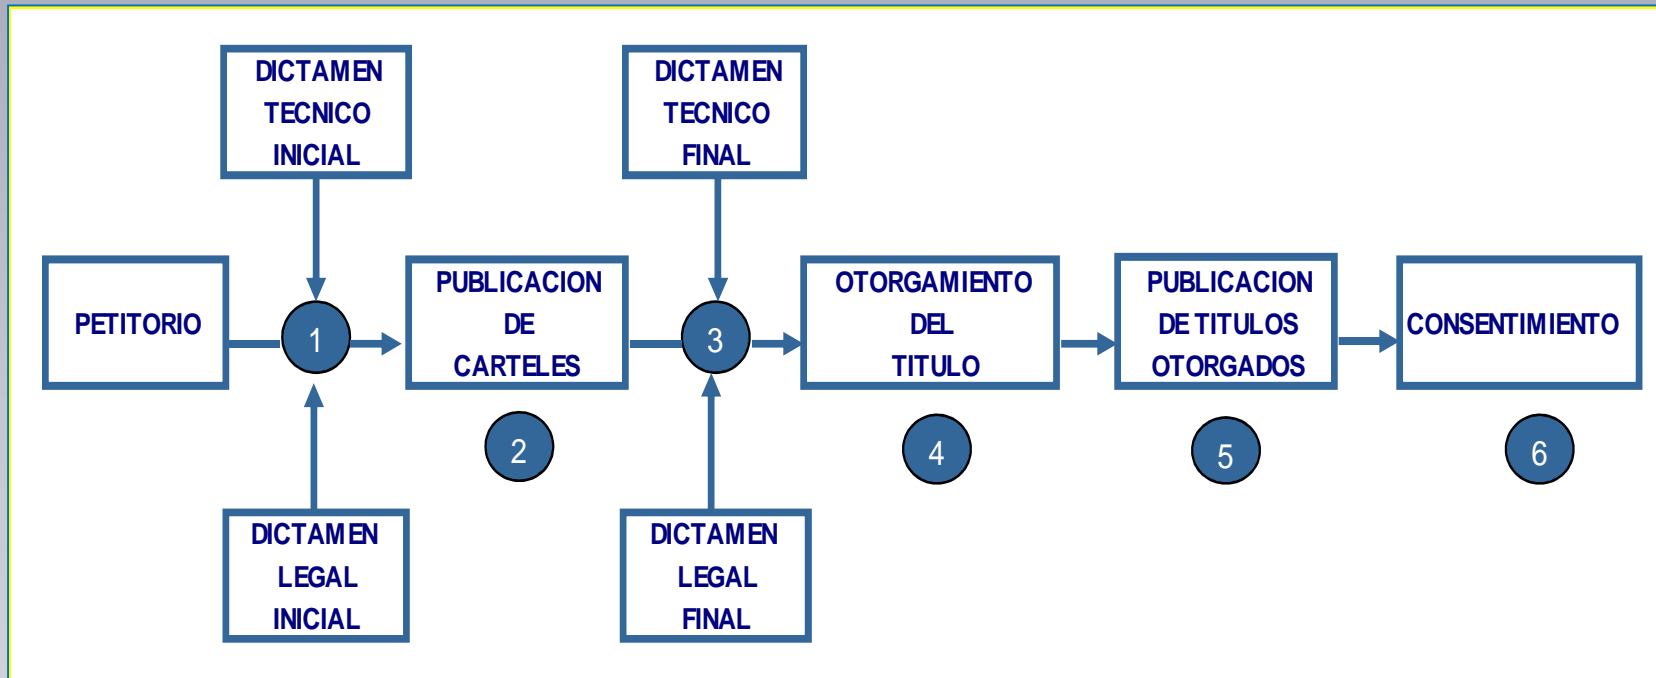 DICTAMEN
TECNICO
INICIAL
DICTAMEN
TECNICO
FINAL
PETITORIO
1
PUBLICACION
DE
CARTELES
3
OTORGAMIENTO
DEL
TITULO
PUBLICACION
DE TITULOS
OTORGADOS
CONSENTIMIENTO
2
4
5
6
DICTAMEN
LEGAL
INICIAL
DICTAMEN
LEGAL
FINAL